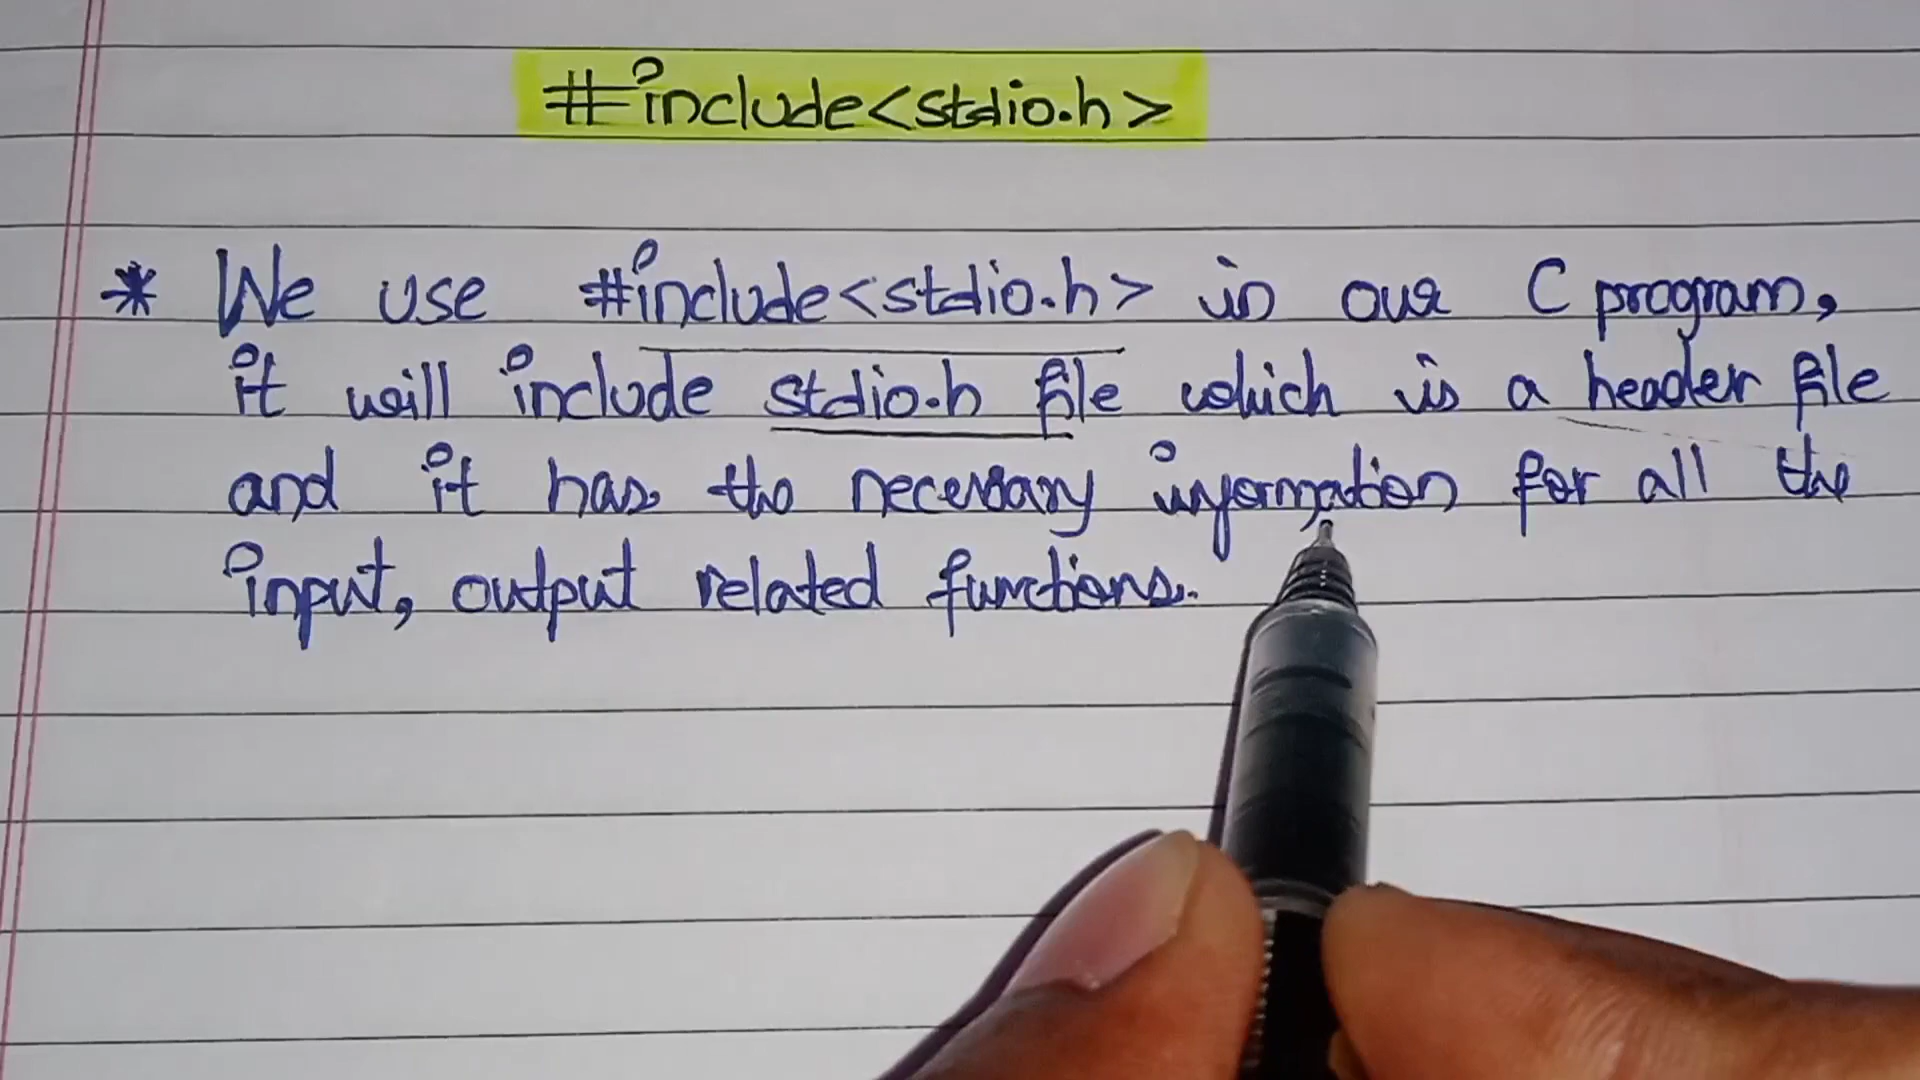 #include<stdio.h>
* We use #include<stdio.h> in our C program,
it will include stdio.h file which is a header file
and it has the necessary information for all the
input, output related functions.